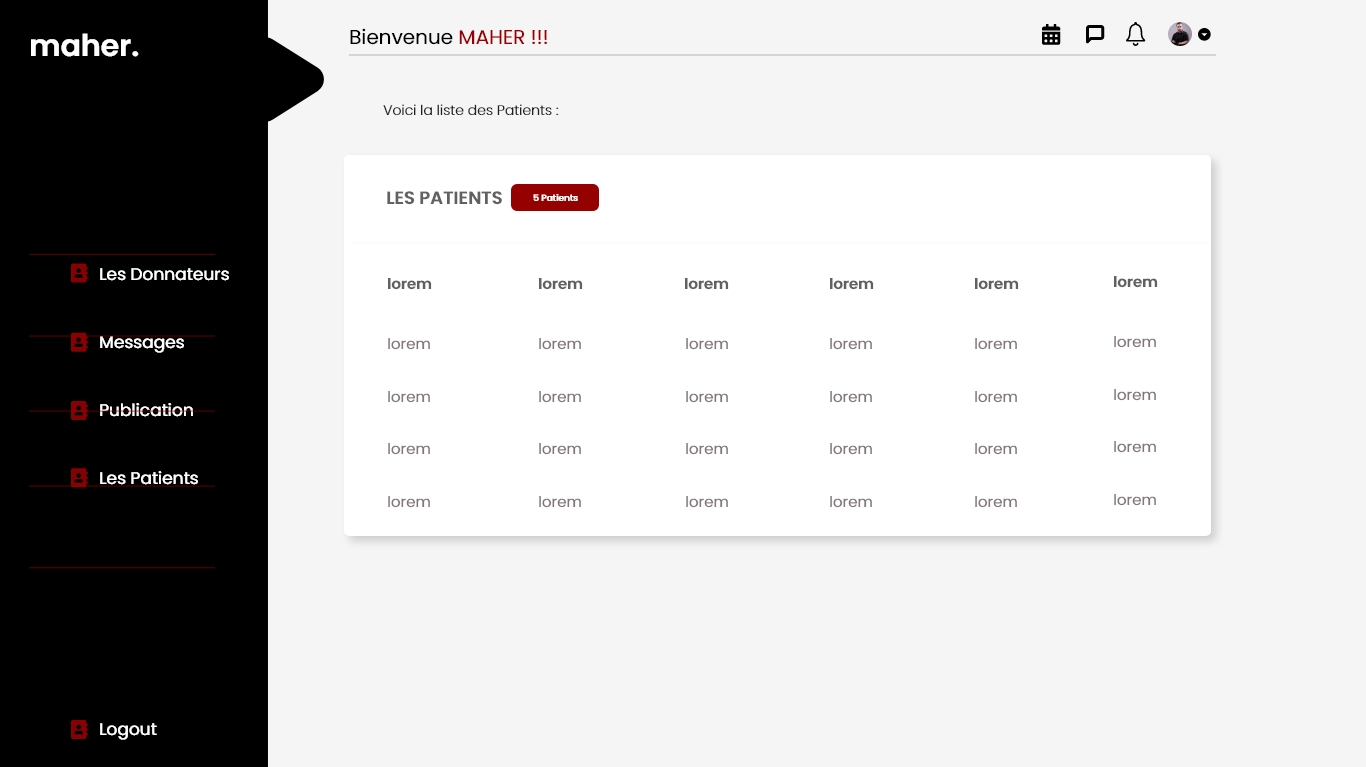 maher.
Bienvenue MAHER !!!
Voici la liste des Patients :
LES PATIENTS 5 Patients
lorem lorem lorem lorem lorem lorem
lorem lorem lorem lorem lorem lorem
lorem lorem lorem lorem lorem lorem
lorem lorem lorem lorem lorem lorem
lorem lorem lorem lorem lorem lorem
Les Donnateurs
Messages
Publication
Les Patients
Logout